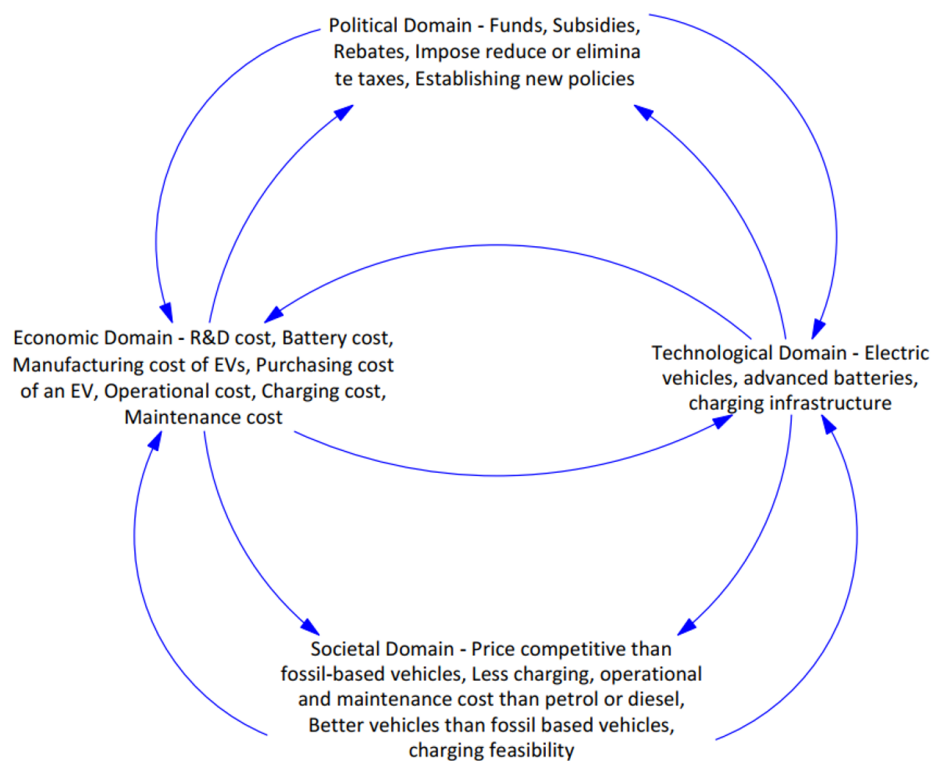 Political Domain - Funds, Subsidies,
Rebates, Impose reduce or elimina
te taxes, Establishing new policies
Economic Domain - R&D cost, Battery cost,
Manufacturing cost of EVs, Purchasing cost
of an EV, Operational cost, Charging cost,
Maintenance cost
Technological Domain - Electric
vehicles, advanced batteries,
charging infrastructure
Societal Domain - Price competitive than
fossil-based vehicles, Less charging, operational
and maintenance cost than petrol or diesel,
Better vehicles than fossil based vehicles,
charging feasibility